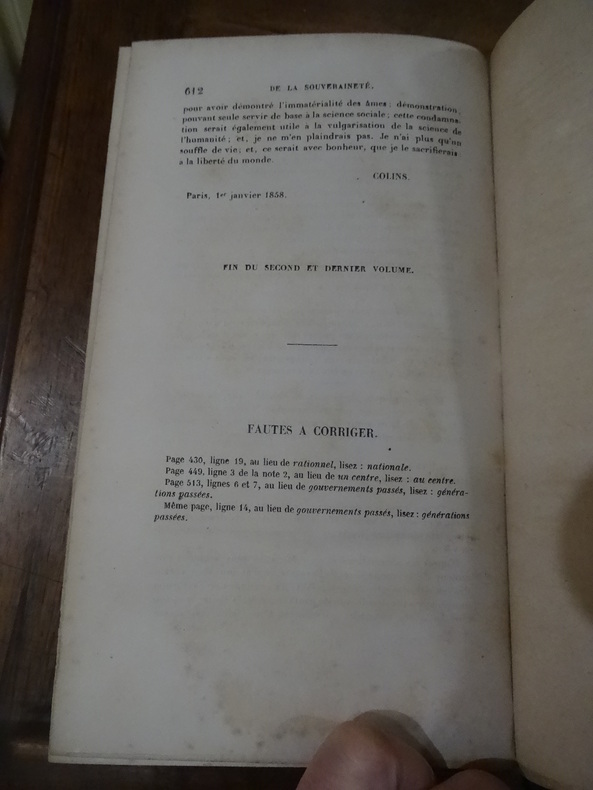 612 DE LA SOUVERAINETÉ.
pour avoir démontré l'immatérialité des âmes; démonstration,
pouvant seule servir de base à la science sociale; cette condamna-
tion serait également utile à la vulgarisation de la science de
l'humanité; et, je ne m'en plaindrais pas. Je n'ai plus qu'un
souffle de vie; et, ce serait avec bonheur, que je le sacrifierais
à la liberté du monde.
COLINS.
Paris, 1er janvier 1858.
FIN DU SECOND ET DERNIER VOLUME.
FAUTES A CORRIGER.
Page 430, ligne 19, au lieu de rationnel, lisez : nationale.
Page 449, ligne 3 de la note 2, au lieu de un centre, lisez : au centre.
Page 513, lignes 6 et 7, au lieu de gouvernements passés, lisez : généra-
tions passées.
Même page, ligne 14, au lieu de gouvernements passés, lisez : générations
passées.